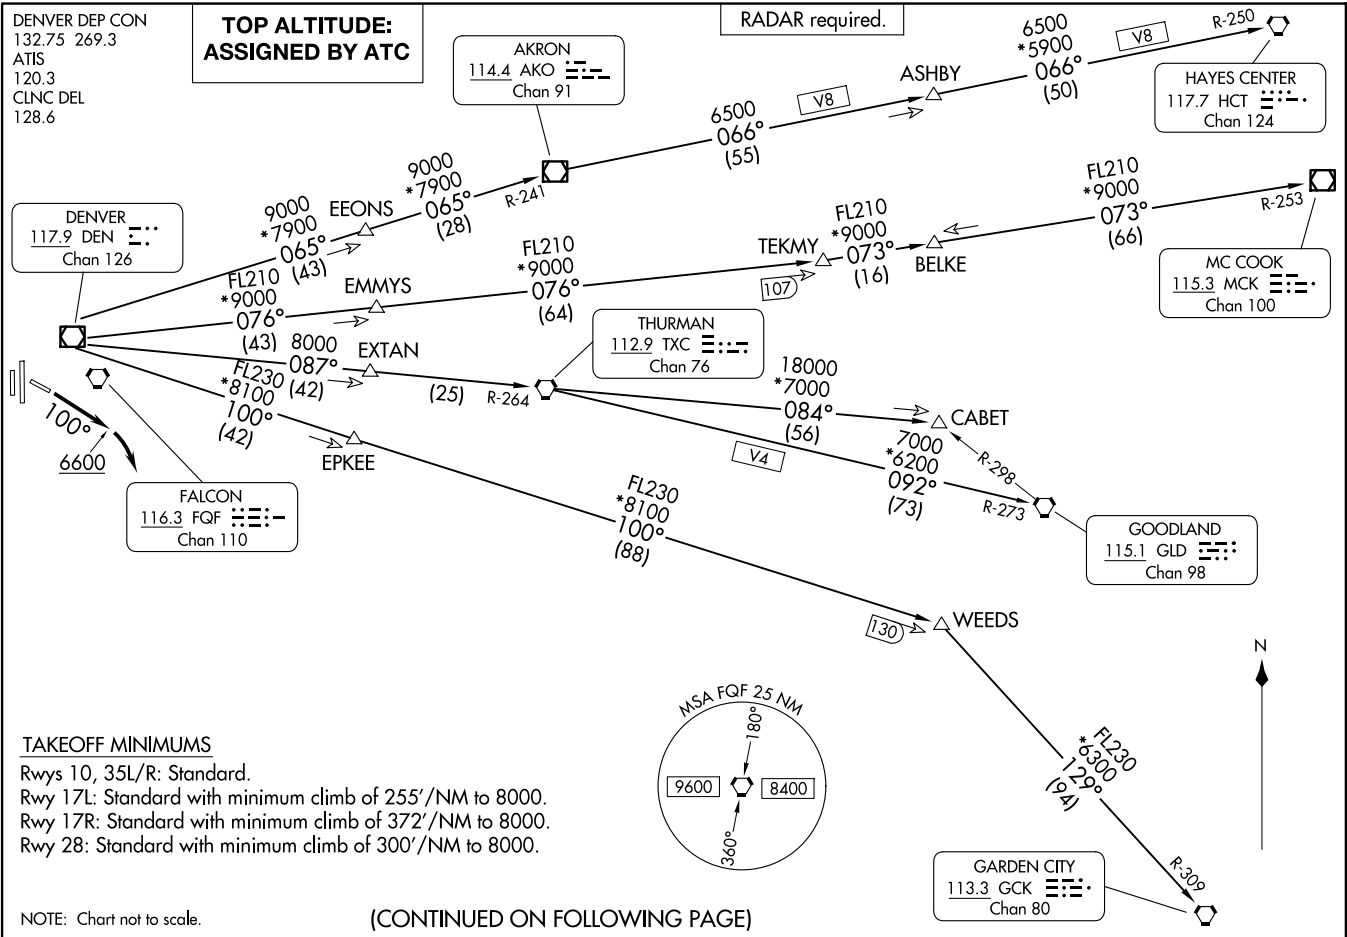 DENVER DEP CON
132.75 269.3
ATIS
120.3
CLNC DEL
128.6
TOP ALTITUDE:
ASSIGNED BY ATC
RADAR required.
AKRON
114.4 AKO
Chan 91
ASHBY
6500
*5900
066°
(50)
V8
R-250
HAYES CENTER
117.7 HCT
Chan 124
6500
066°
(55)
V8
9000
*7900
065°
(28)
R-241
EEONS
9000
*7900
065°
(43)
DENVER
117.9 DEN
Chan 126
FL210
*9000
076°
(43)
EMMYS
FL210
*9000
076°
(64)
TEKMY
107
FL210
*9000
073°
(16)
BELKE
FL210
*9000
073°
(66)
R-253
MC COOK
115.3 MCK
Chan 100
8000
087°
(42)
EXTAN
(25)
R-264
THURMAN
112.9 TXC
Chan 76
18000
*7000
084°
(56)
CABET
V4
7000
*6200
092°
(73)
R-298
R-273
GOODLAND
115.1 GLD
Chan 98
FL230
*8100
100°
(42)
EPKEE
100°
6600
FALCON
116.3 FQF
Chan 110
FL230
*8100
100°
(88)
130
WEEDS
N
FL230
*6300
129°
(94)
R-309
GARDEN CITY
113.3 GCK
Chan 80
MSA FQF 25 NM
180°
9600
8400
360°
TAKEOFF MINIMUMS
Rwys 10, 35L/R: Standard.
Rwy 17L: Standard with minimum climb of 255'/NM to 8000.
Rwy 17R: Standard with minimum climb of 372'/NM to 8000.
Rwy 28: Standard with minimum climb of 300'/NM to 8000.
NOTE: Chart not to scale.
(CONTINUED ON FOLLOWING PAGE)